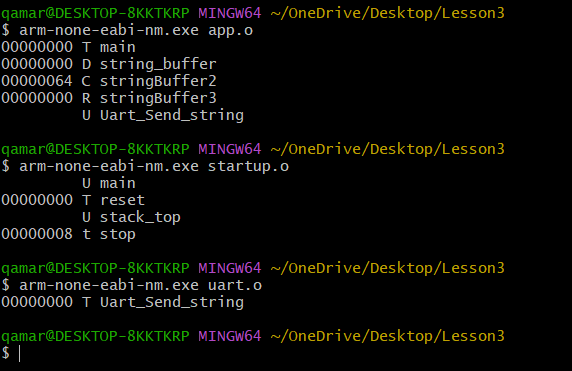 qamar@DESKTOP-8KKTKRP MINGW64 ~/OneDrive/Desktop/Lesson3
$ arm-none-eabi-nm.exe app.o
00000000 T main
00000000 D string_buffer
00000064 C stringBuffer2
00000000 R stringBuffer3
         U Uart_Send_string

qamar@DESKTOP-8KKTKRP MINGW64 ~/OneDrive/Desktop/Lesson3
$ arm-none-eabi-nm.exe startup.o
         U main
00000000 T reset
         U stack_top
00000008 t stop

qamar@DESKTOP-8KKTKRP MINGW64 ~/OneDrive/Desktop/Lesson3
$ arm-none-eabi-nm.exe uart.o
00000000 T Uart_Send_string

qamar@DESKTOP-8KKTKRP MINGW64 ~/OneDrive/Desktop/Lesson3
$